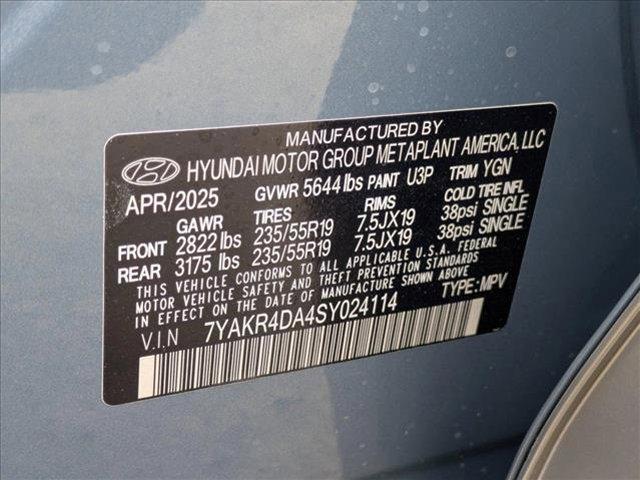 MANUFACTURED BY
HYUNDAI MOTOR GROUP METAPLANT AMERICA, LLC
APR/2025 GVWR 5644 lbs PAINT U3P TRIM YGN
GAWR TIRES RIMS COLD TIRE INFL
FRONT 2822 lbs 235/55R19 7.5JX19 38psi SINGLE
REAR 3175 lbs 235/55R19 7.5JX19 38psi SINGLE
THIS VEHICLE CONFORMS TO ALL APPLICABLE U.S.A. FEDERAL
MOTOR VEHICLE SAFETY AND THEFT PREVENTION STANDARDS
IN EFFECT ON THE DATE OF MANUFACTURE SHOWN ABOVE
V.I.N 7YAKR4DA4SY024114 TYPE: MPV